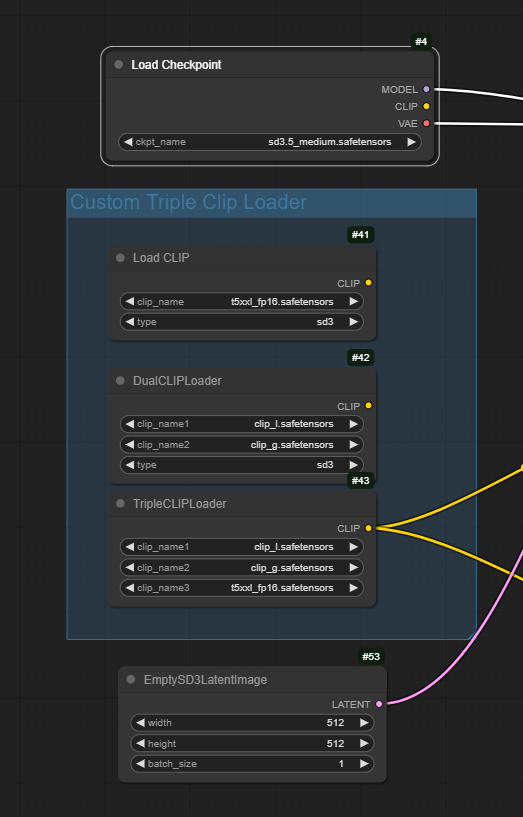 #4
Load Checkpoint
MODEL
CLIP
VAE
ckpt_name sd3.5_medium.safetensors
Custom Triple Clip Loader
#41
Load CLIP
CLIP
clip_name t5xxl_fp16.safetensors
type sd3
#42
DualCLIPLoader
CLIP
clip_name1 clip_l.safetensors
clip_name2 clip_g.safetensors
type sd3
#43
TripleCLIPLoader
CLIP
clip_name1 clip_l.safetensors
clip_name2 clip_g.safetensors
clip_name3 t5xxl_fp16.safetensors
#53
EmptySD3LatentImage
LATENT
width 512
height 512
batch_size 1